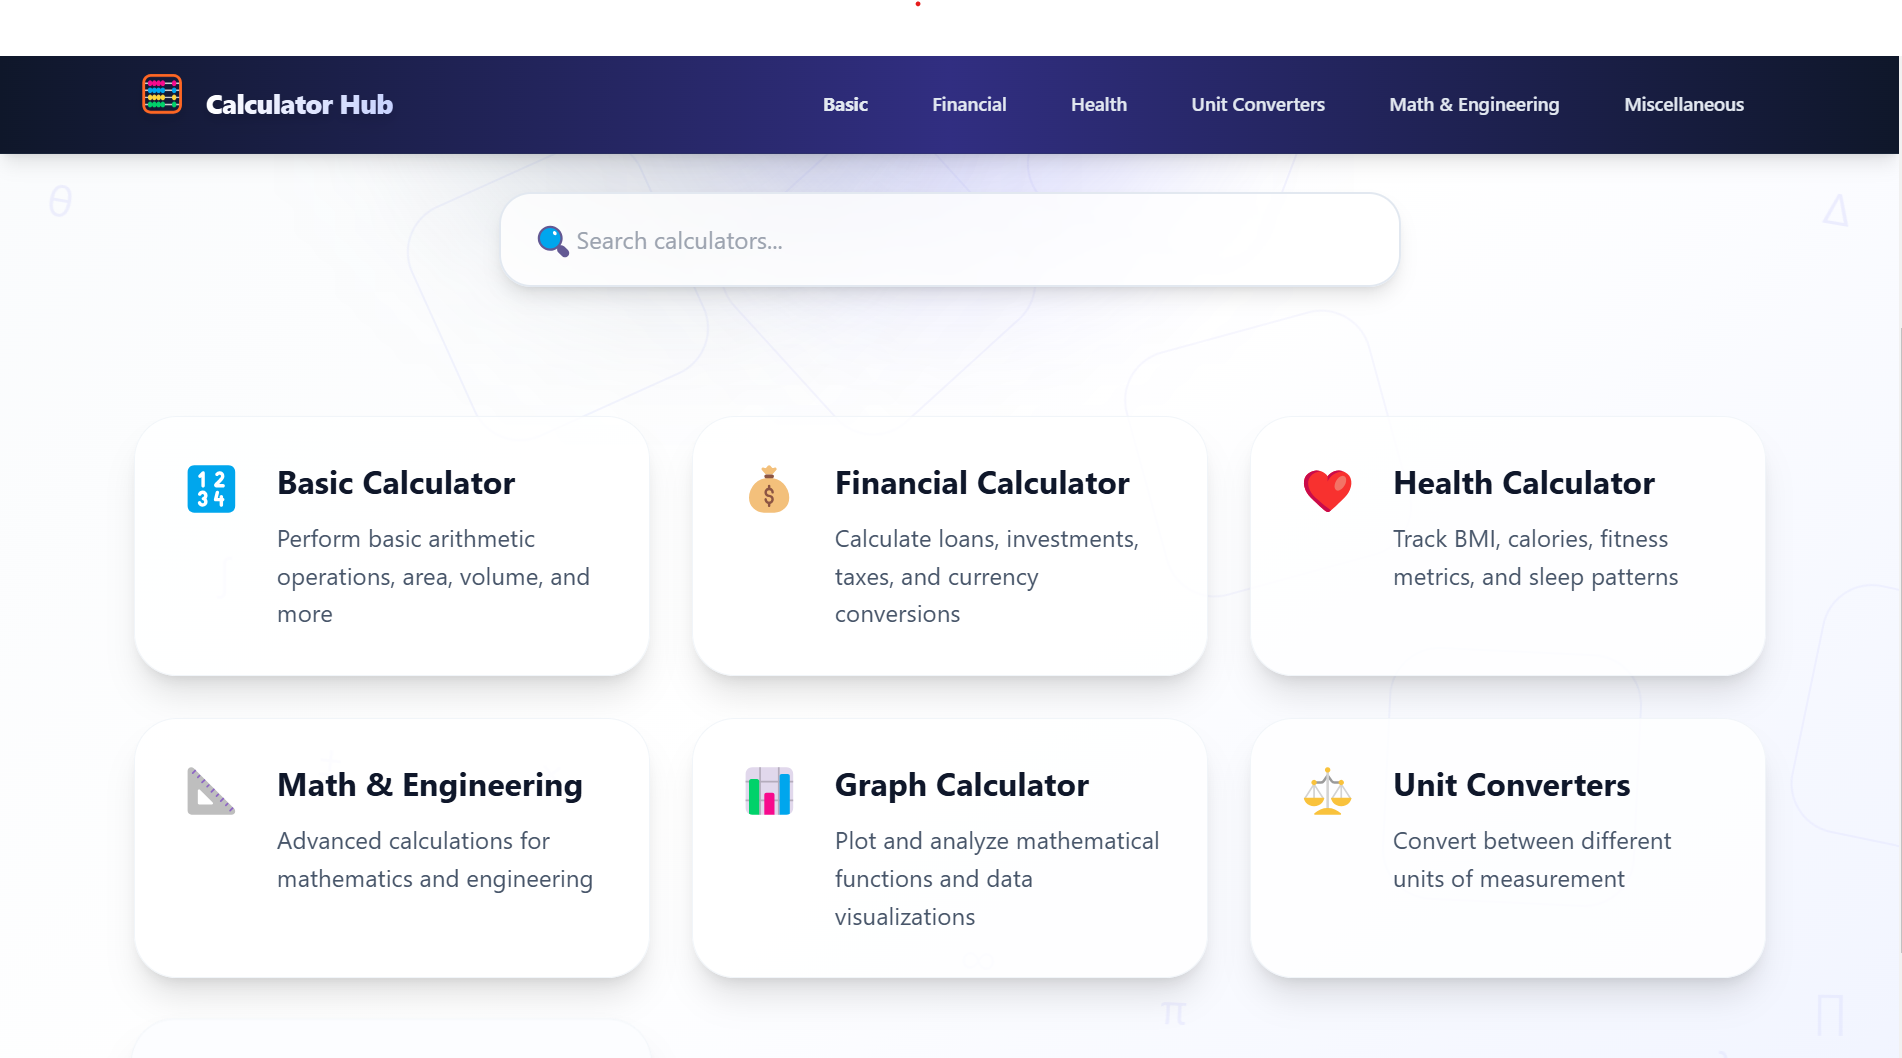 Calculator Hub
Basic
Financial
Health
Unit Converters
Math & Engineering
Miscellaneous
θ
Δ
Search calculators...
1 2
3 4
Basic Calculator
Perform basic arithmetic
operations, area, volume, and
more
$
Financial Calculator
Calculate loans, investments,
taxes, and currency
conversions
Health Calculator
Track BMI, calories, fitness
metrics, and sleep patterns
Math & Engineering
Advanced calculations for
mathematics and engineering
Graph Calculator
Plot and analyze mathematical
functions and data
visualizations
Unit Converters
Convert between different
units of measurement
π
∏